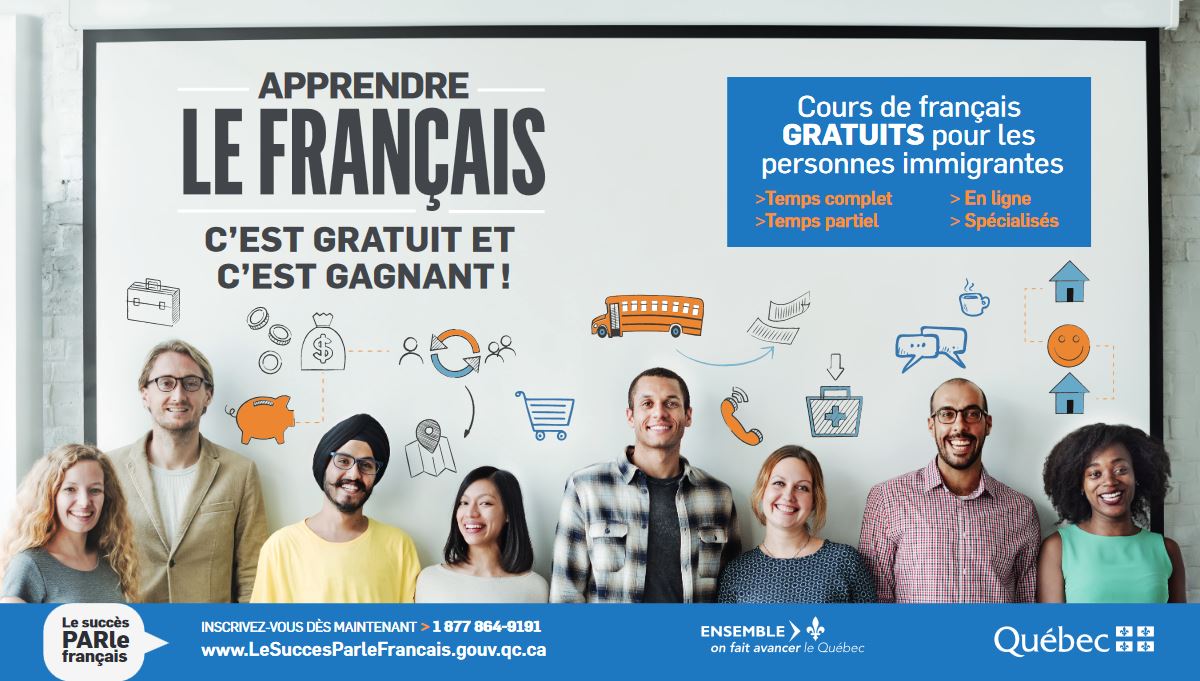 APPRENDRE
LE FRANÇAIS
C'EST GRATUIT ET
C'EST GAGNANT !
Cours de français
GRATUITS pour les
personnes immigrantes
>Temps complet
>Temps partiel
> En ligne
> Spécialisés
$
Le succès
PARle
français
INSCRIVEZ-VOUS DÈS MAINTENANT > 1 877 864-9191
www.LeSuccesParleFrancais.gouv.qc.ca
ENSEMBLE >
on fait avancer le Québec
Québec